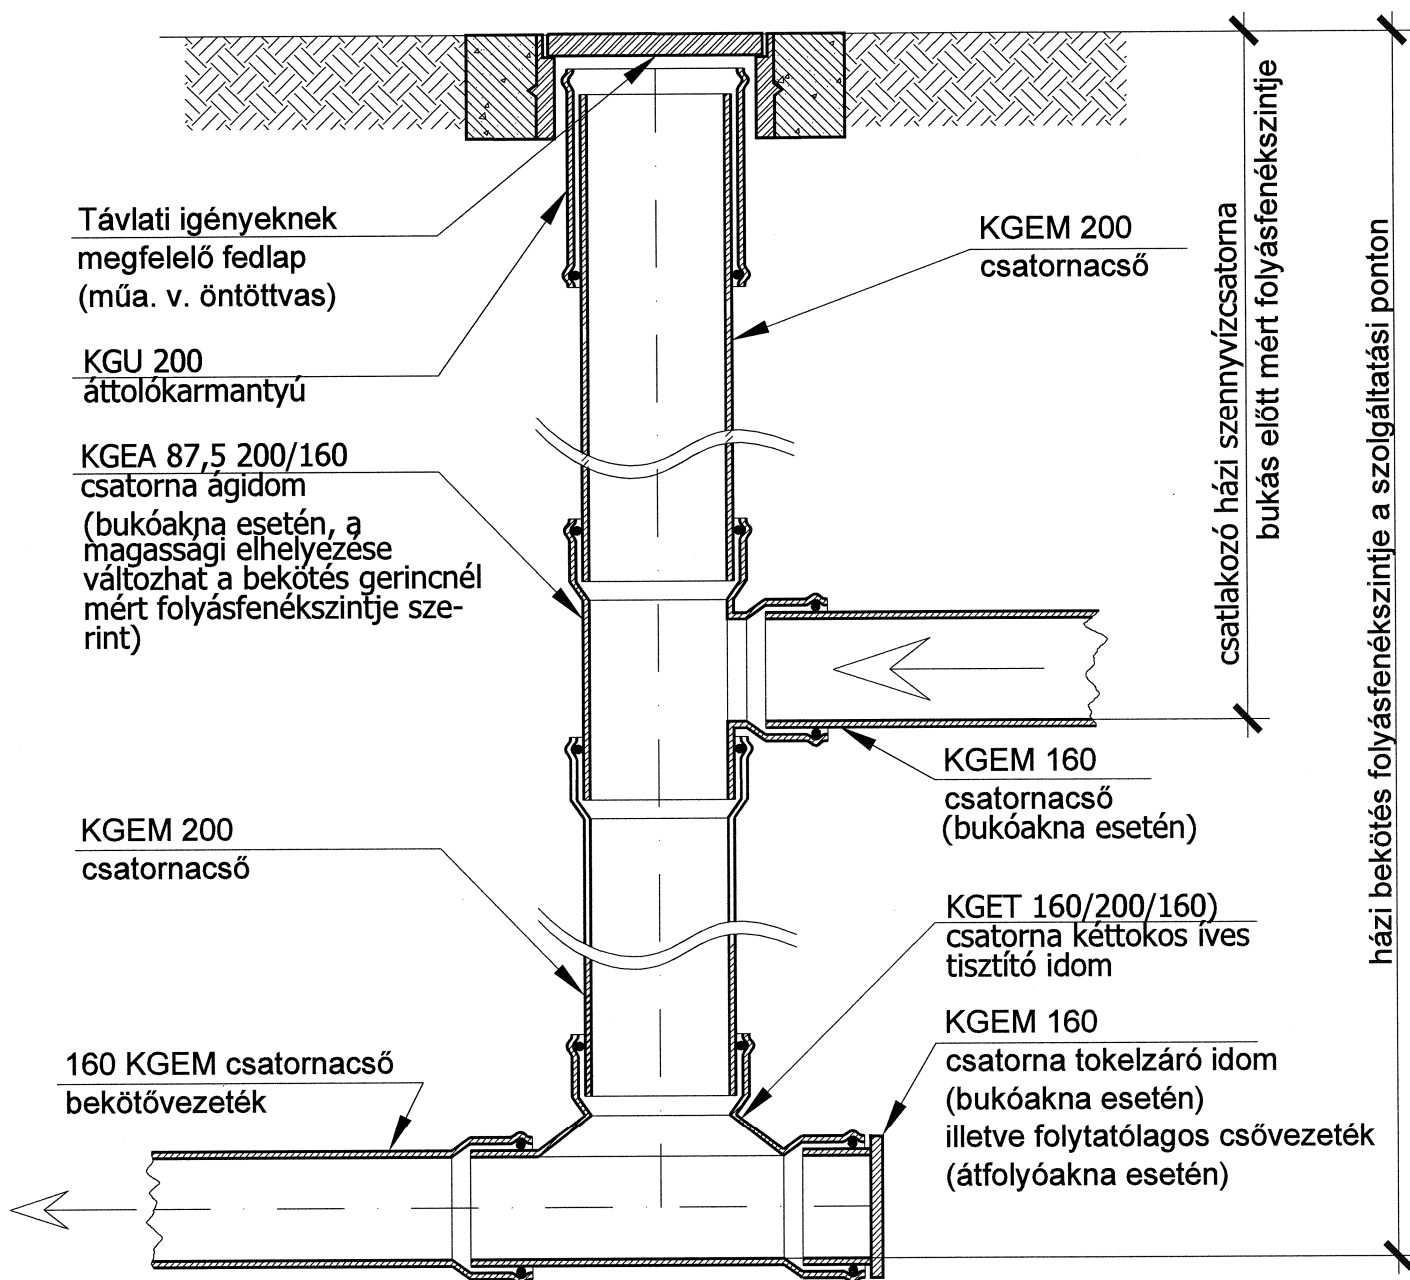 Távlati igényeknek
megfelelő fedlap
(műa. v. öntöttvas)
KGU 200
áttolókarmantyú
KGEA 87,5 200/160
csatorna ágidom
(bukóakna esetén, a
magassági elhelyezése
változhat a bekötés gerincnél
mért folyásfenékszintje sze-
rint)
KGEM 200
csatornacső
160 KGEM csatornacső
bekötővezeték
KGEM 200
csatornacső
KGEM 160
csatornacső
(bukóakna esetén)
KGET 160/200/160)
csatorna kéttokos íves
tisztító idom
KGEM 160
csatorna tokelzáró idom
(bukóakna esetén)
illetve folytatólagos csővezeték
(átfolyóakna esetén)
csatlakozó házi szennyvízcsatorna
bukás előtt mért folyásfenékszintje
házi bekötés folyásfenékszintje a szolgáltatási ponton